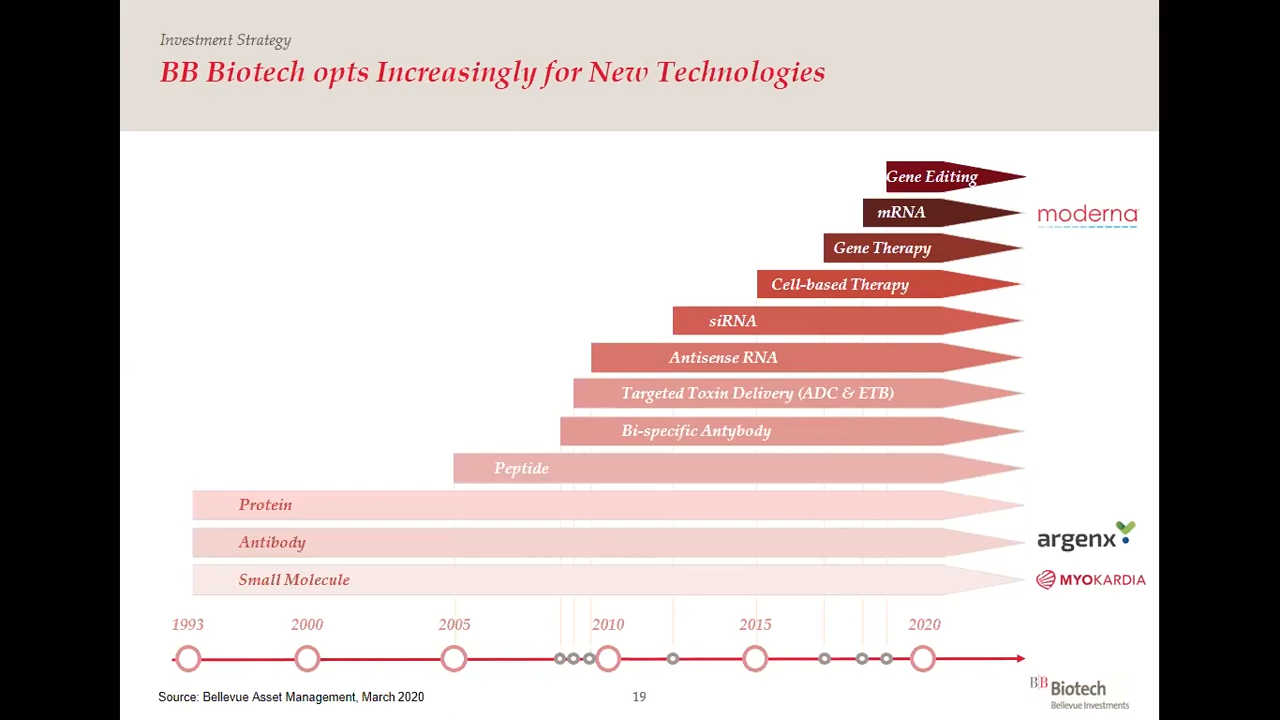 Investment Strategy
BB Biotech opts Increasingly for New Technologies
Gene Editing
mRNA
moderna
Gene Therapy
Cell-based Therapy
siRNA
Antisense RNA
Targeted Toxin Delivery (ADC & ETB)
Bi-specific Antybody
Peptide
Protein
Antibody
argenx
Small Molecule
MYOKARDIA
1993 2000 2005 2010 2015 2020
Source: Bellevue Asset Management, March 2020
19
BB Biotech
Bellevue Investments